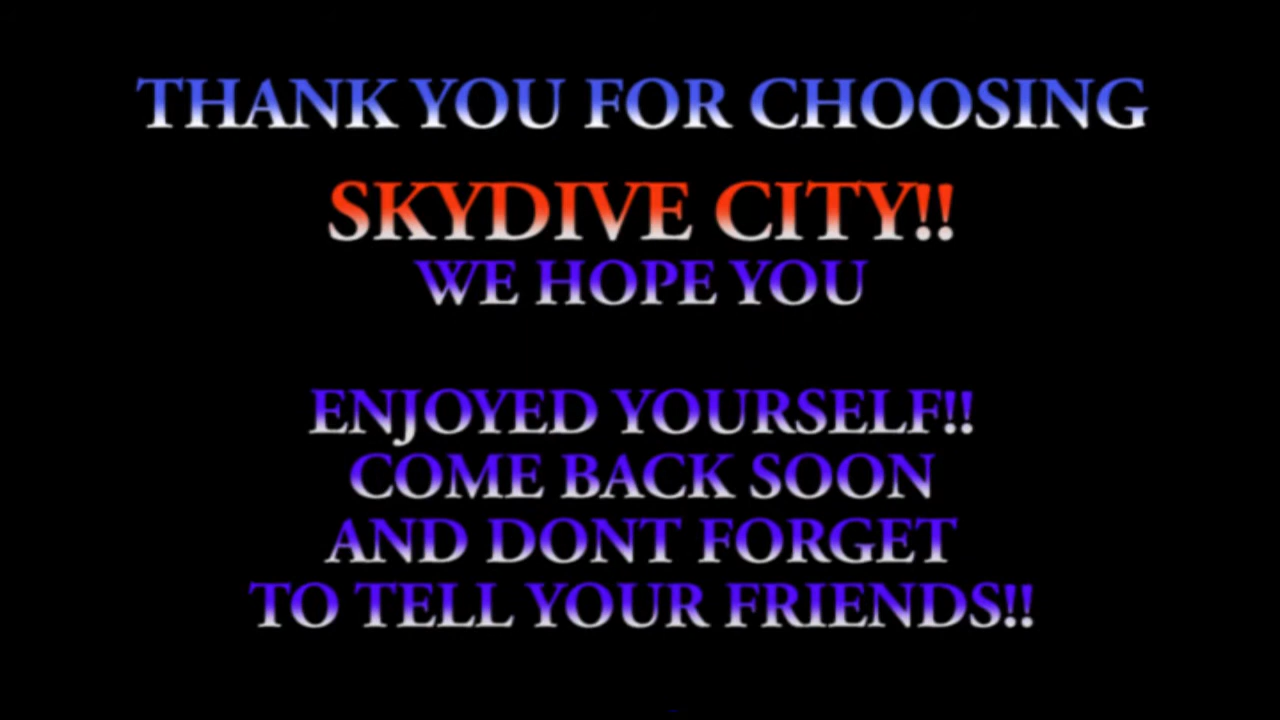 THANK YOU FOR CHOOSING
SKYDIVE CITY!!
WE HOPE YOU
ENJOYED YOURSELF!!
COME BACK SOON
AND DONT FORGET
TO TELL YOUR FRIENDS!!